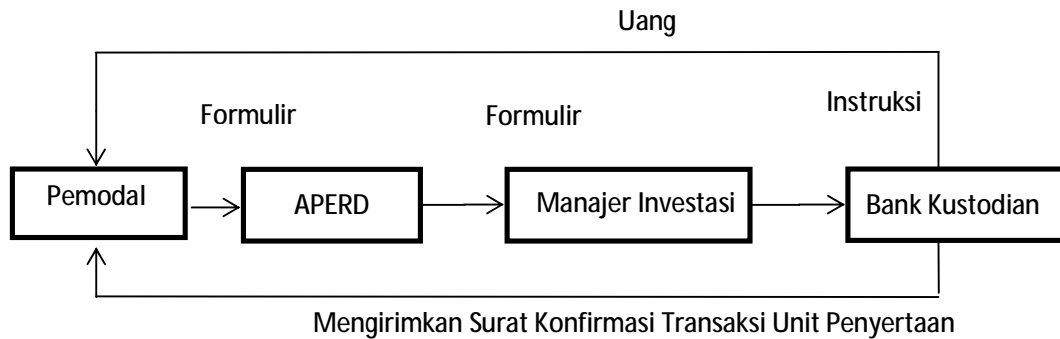 Uang
Instruksi
Formulir
Formulir
Pemodal
APERD
Manajer Investasi
Bank Kustodian
Mengirimkan Surat Konfirmasi Transaksi Unit Penyertaan